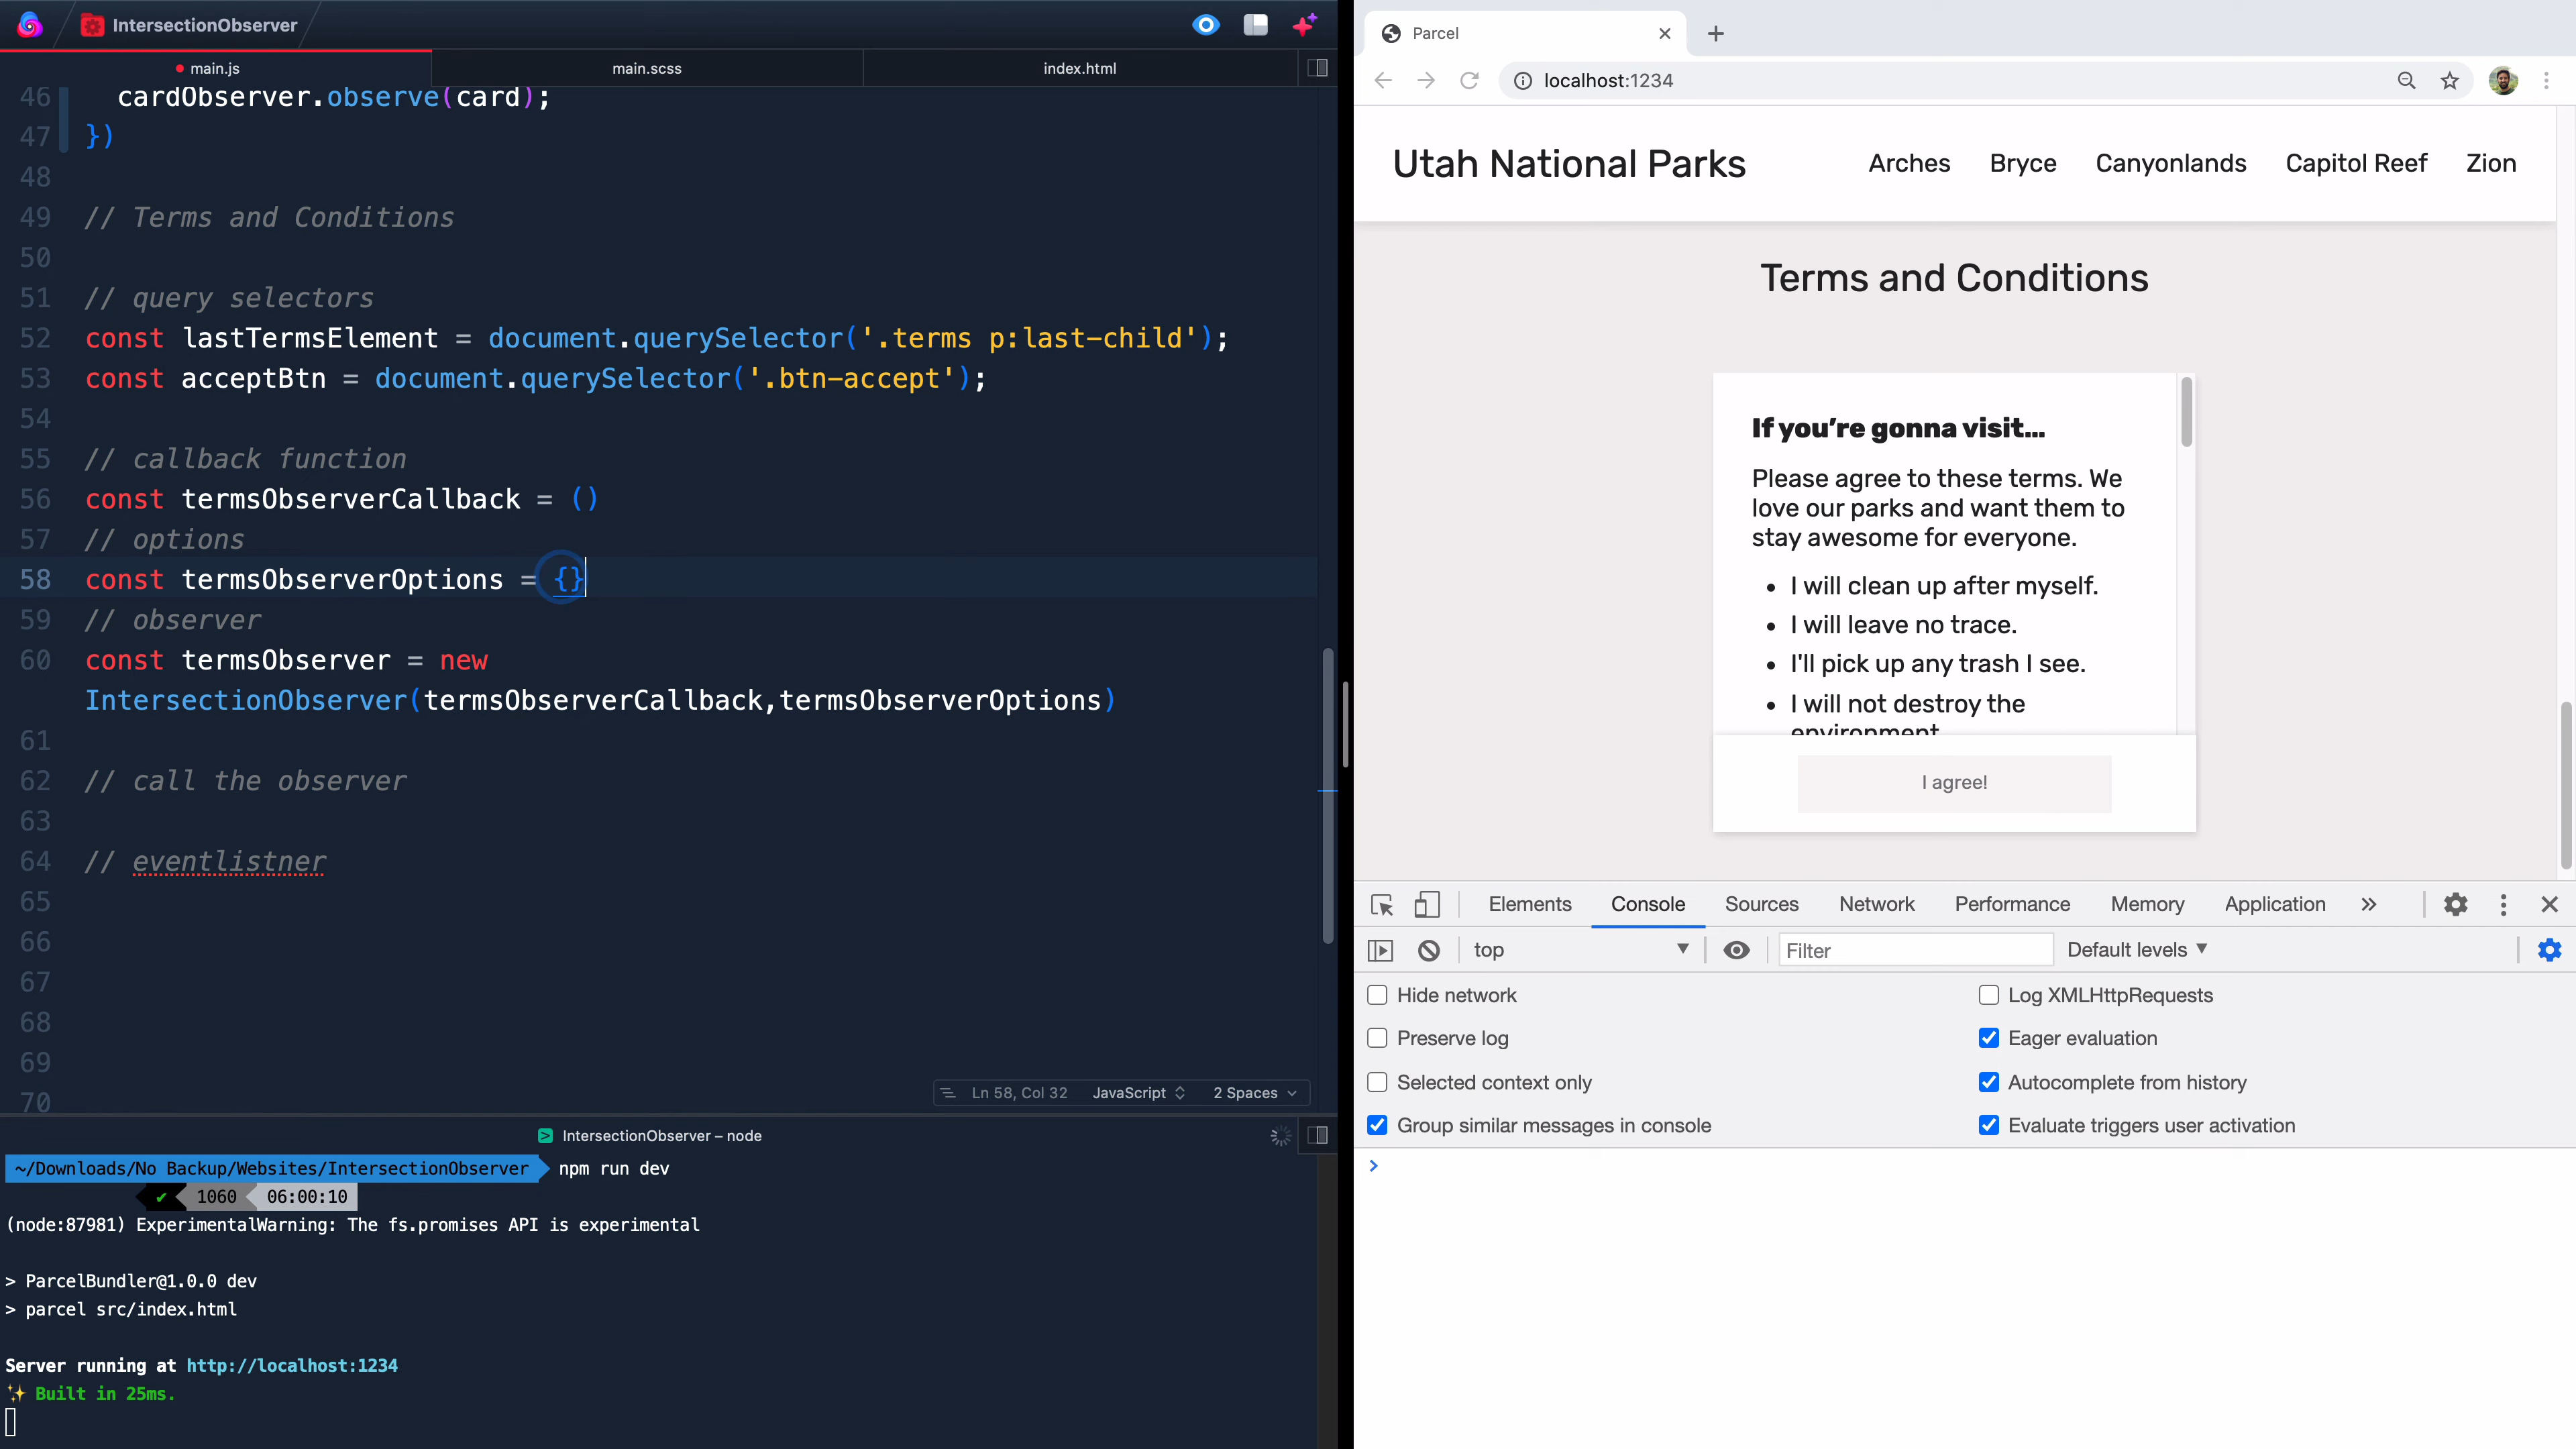 IntersectionObserver
main.js
main.scss
index.html
46 cardObserver.observe(card);
47 })
48
49 // Terms and Conditions
50
51 // query selectors
52 const lastTermsElement = document.querySelector('.terms p:last-child');
53 const acceptBtn = document.querySelector('.btn-accept');
54
55 // callback function
56 const termsObserverCallback = ()
57 // options
58 const termsObserverOptions = {}
59 // observer
60 const termsObserver = new
IntersectionObserver(termsObserverCallback,termsObserverOptions)
61
62 // call the observer
63
64 // eventlistner
65
66
67
68
69
70
Ln 58, Col 32
JavaScript
2 Spaces
IntersectionObserver – node
~/Downloads/No Backup/Websites/IntersectionObserver npm run dev
✔ 1060 06:00:10
(node:87981) ExperimentalWarning: The fs.promises API is experimental
> ParcelBundler@1.0.0 dev
> parcel src/index.html
Server running at http://localhost:1234
✨ Built in 25ms.
Parcel
localhost:1234
Utah National Parks
Arches
Bryce
Canyonlands
Capitol Reef
Zion
Terms and Conditions
If you're gonna visit...
Please agree to these terms. We
love our parks and want them to
stay awesome for everyone.
• I will clean up after myself.
• I will leave no trace.
• I'll pick up any trash I see.
• I will not destroy the
environment
I agree!
Elements
Console
Sources
Network
Performance
Memory
Application
»
top
Filter
Default levels
Hide network
Log XMLHttpRequests
Preserve log
Eager evaluation
Selected context only
Autocomplete from history
Group similar messages in console
Evaluate triggers user activation
>